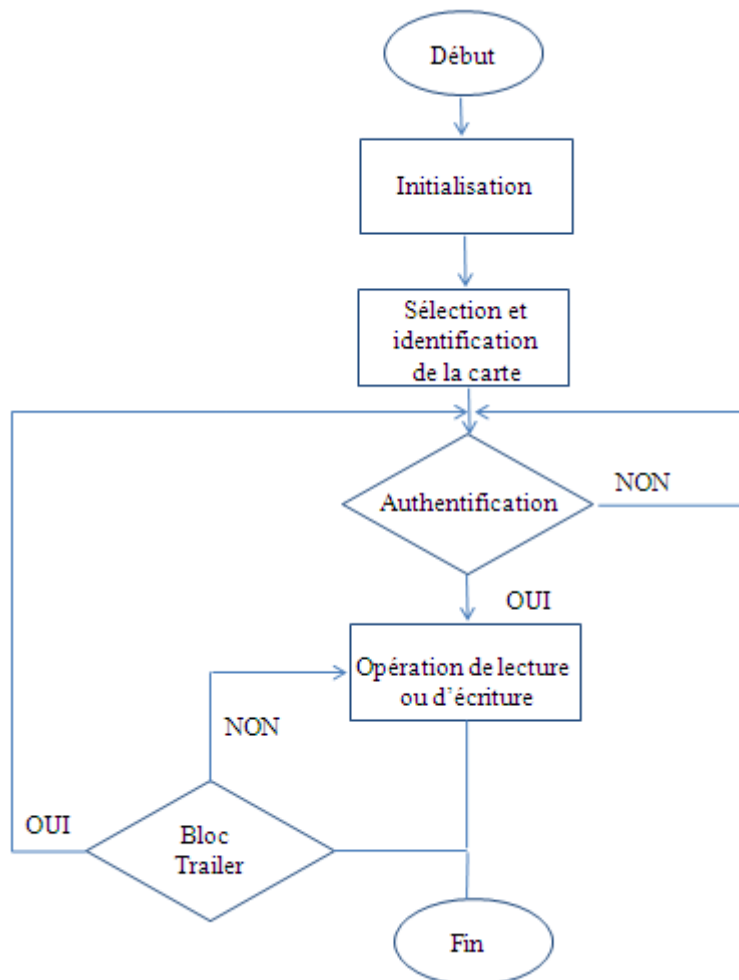 Début
Initialisation
Sélection et
identification
de la carte
Authentification
NON
OUI
Opération de lecture
ou d'écriture
NON
OUI
Bloc
Trailer
Fin